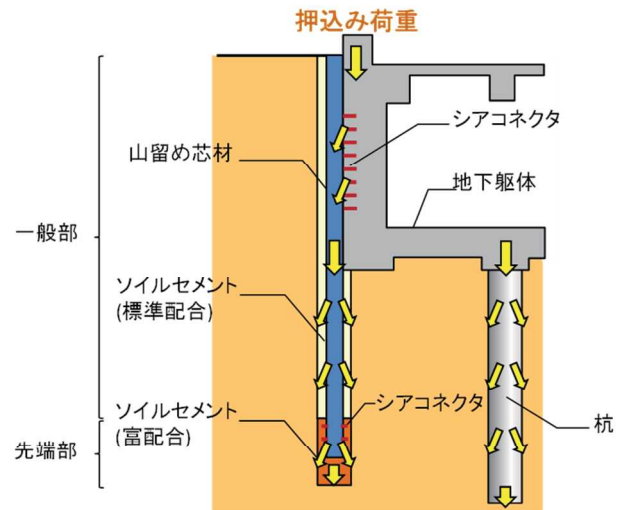 押込み荷重
シアコネクタ
山留め芯材
地下躯体
一般部
ソイルセメント
(標準配合)
ソイルセメント
(富配合)
シアコネクタ
杭
先端部